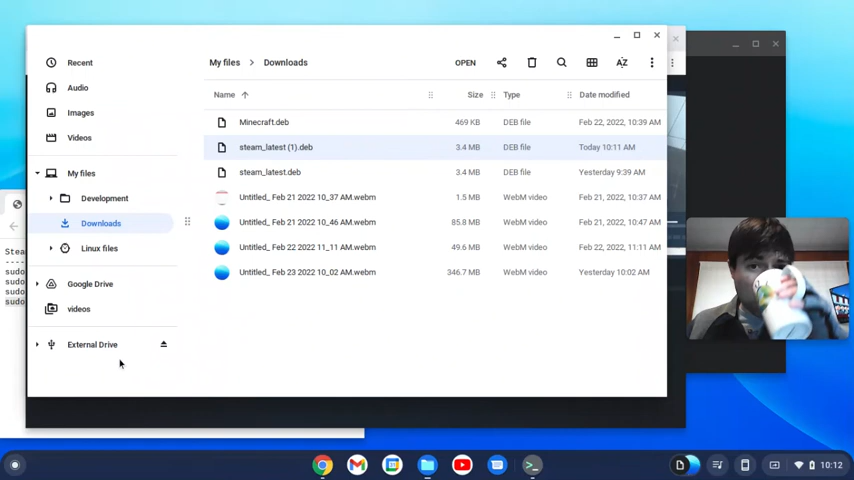 Recent
Audio
Images
Videos
My files
Development
Downloads
Linux files
Google Drive
videos
External Drive
My files > Downloads
OPEN
AZ
Name Size Type Date modified
Minecraft.deb 469 KB DEB file Feb 22, 2022, 10:39 AM
steam_latest (1).deb 3.4 MB DEB file Today 10:11 AM
steam_latest.deb 3.4 MB DEB file Yesterday 9:39 AM
Untitled_ Feb 21 2022 10_37 AM.webm 1.5 MB WebM video Feb 21, 2022, 10:37 AM
Untitled_ Feb 21 2022 10_46 AM.webm 85.8 MB WebM video Feb 21, 2022, 10:47 AM
Untitled_ Feb 22 2022 11_11 AM.webm 49.6 MB WebM video Feb 22, 2022, 11:11 AM
Untitled_ Feb 23 2022 10_02 AM.webm 346.7 MB WebM video Yesterday 10:02 AM
Stea
----
sudo
sudo
sudo
sudo
10:12